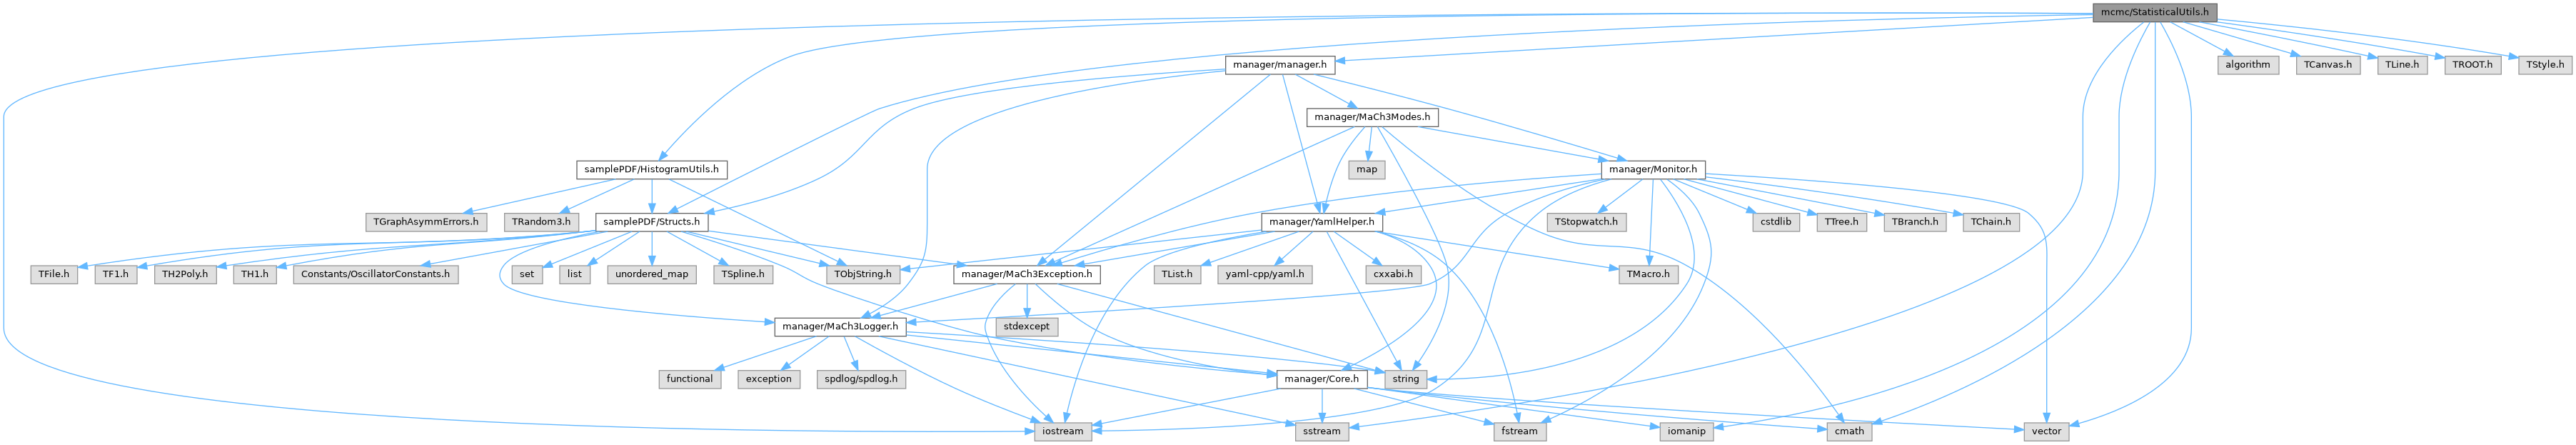 mcmc/StatisticalUtils.h
manager/manager.h
algorithm
TCanvas.h
TLine.h
TROOT.h
TStyle.h
manager/MaCh3Modes.h
samplePDF/HistogramUtils.h
map
manager/Monitor.h
TGraphAsymmErrors.h
TRandom3.h
samplePDF/Structs.h
manager/YamlHelper.h
TStopwatch.h
cstdlib
TTree.h
TBranch.h
TChain.h
TFile.h
TF1.h
TH2Poly.h
TH1.h
Constants/OscillatorConstants.h
set
list
unordered_map
TSpline.h
TObjString.h
manager/MaCh3Exception.h
TList.h
yaml-cpp/yaml.h
cxxabi.h
TMacro.h
manager/MaCh3Logger.h
stdexcept
functional
exception
spdlog/spdlog.h
manager/Core.h
string
iostream
sstream
fstream
iomanip
cmath
vector